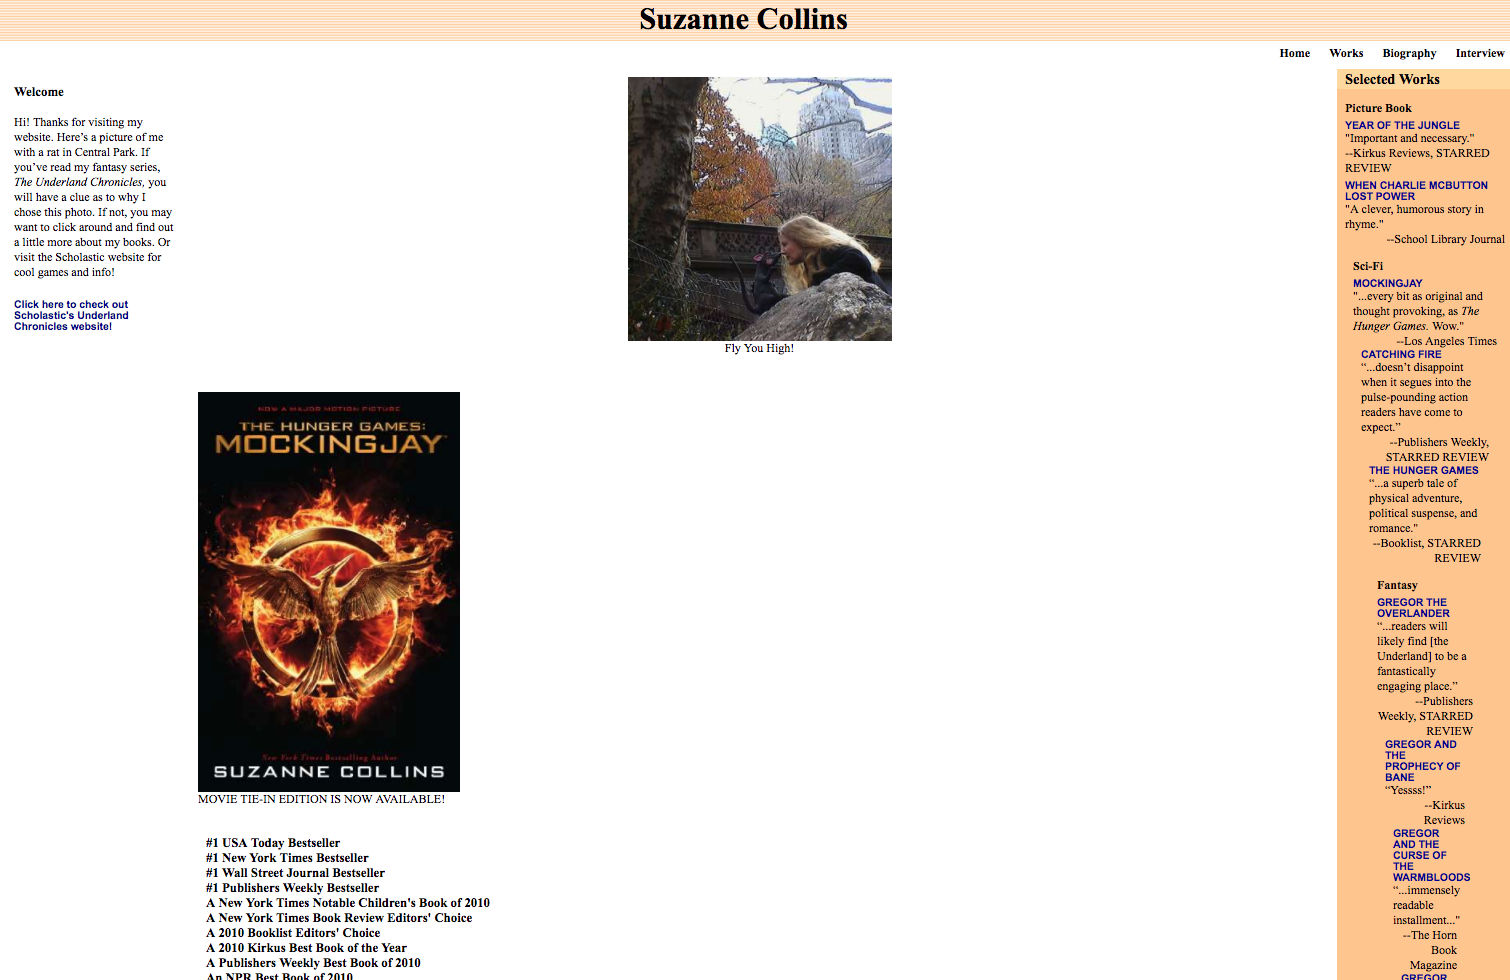 Suzanne Collins
Home Works Biography Interview
Welcome
Hi! Thanks for visiting my
website. Here’s a picture of me
with a rat in Central Park. If
you’ve read my fantasy series,
The Underland Chronicles, you
will have a clue as to why I
chose this photo. If not, you may
want to click around and find out
a little more about my books. Or
visit the Scholastic website for
cool games and info!
Click here to check out
Scholastic's Underland
Chronicles website!
Fly You High!
NOW A MAJOR MOTION PICTURE
THE HUNGER GAMES:
MOCKINGJAY
New York Times Bestselling Author
SUZANNE COLLINS
MOVIE TIE-IN EDITION IS NOW AVAILABLE!
#1 USA Today Bestseller
#1 New York Times Bestseller
#1 Wall Street Journal Bestseller
#1 Publishers Weekly Bestseller
A New York Times Notable Children's Book of 2010
A New York Times Book Review Editors' Choice
A 2010 Booklist Editors' Choice
A 2010 Kirkus Best Book of the Year
A Publishers Weekly Best Book of 2010
An NPR Best Book of 2010
Selected Works
Picture Book
YEAR OF THE JUNGLE
"Important and necessary."
--Kirkus Reviews, STARRED
REVIEW
WHEN CHARLIE MCBUTTON
LOST POWER
"A clever, humorous story in
rhyme."
--School Library Journal
Sci-Fi
MOCKINGJAY
"...every bit as original and
thought provoking, as The
Hunger Games. Wow."
--Los Angeles Times
CATCHING FIRE
“...doesn’t disappoint
when it segues into the
pulse-pounding action
readers have come to
expect.”
--Publishers Weekly,
STARRED REVIEW
THE HUNGER GAMES
“...a superb tale of
physical adventure,
political suspense, and
romance."
--Booklist, STARRED
REVIEW
Fantasy
GREGOR THE
OVERLANDER
“...readers will
likely find [the
Underland] to be a
fantastically
engaging place.”
--Publishers
Weekly, STARRED
REVIEW
GREGOR AND
THE
PROPHECY OF
BANE
“Yessss!”
--Kirkus
Reviews
GREGOR
AND THE
CURSE OF
THE
WARMBLOODS
“...immensely
readable
installment..."
--The Horn
Book
Magazine
GREGOR